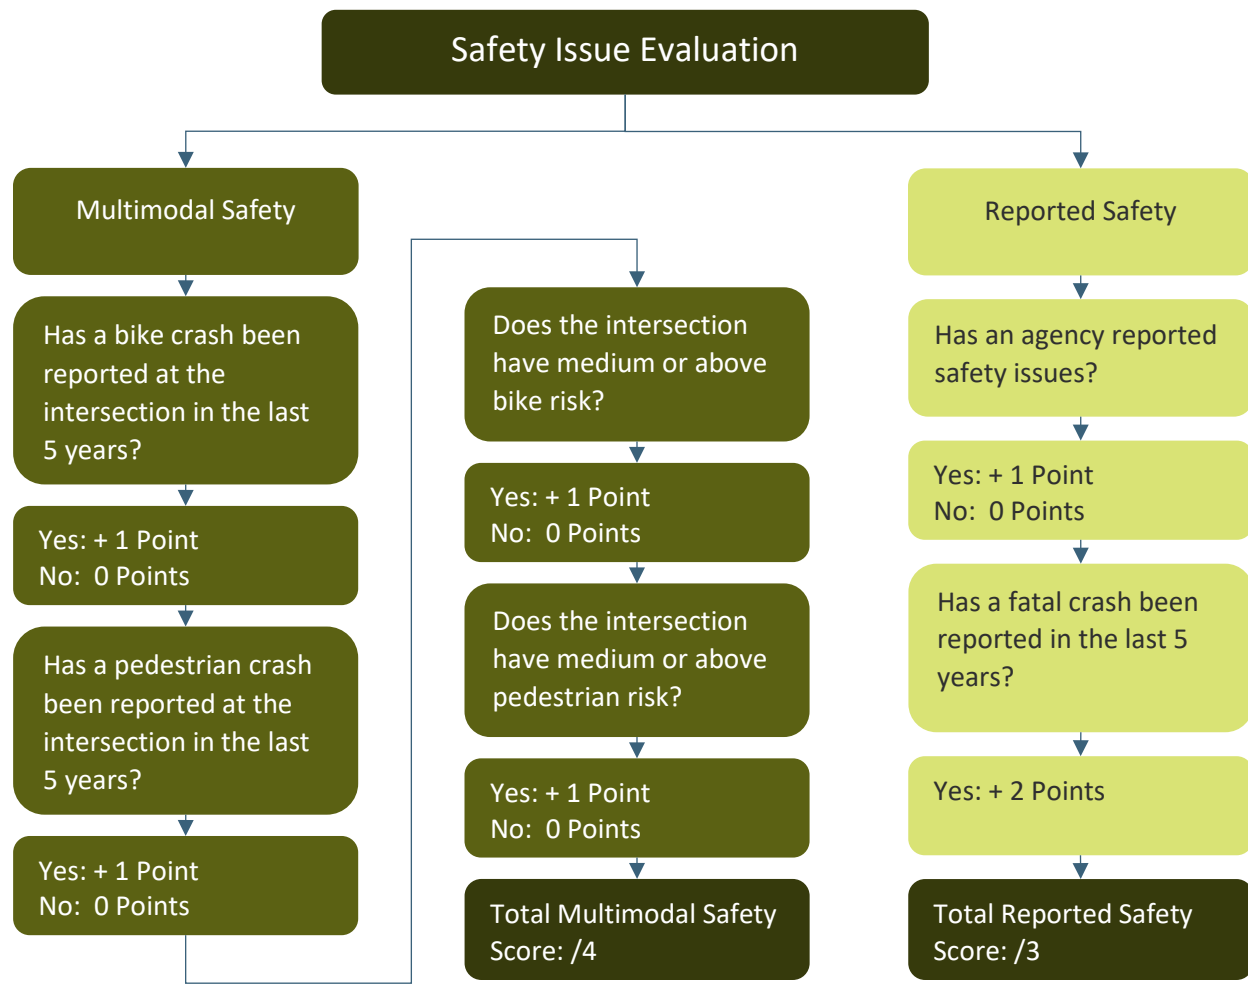 Safety Issue Evaluation
Multimodal Safety
Has a bike crash been
reported at the
intersection in the last
5 years?
Yes: + 1 Point
No:  0 Points
Has a pedestrian crash
been reported at the
intersection in the last
5 years?
Yes: + 1 Point
No:  0 Points
Does the intersection
have medium or above
bike risk?
Yes: + 1 Point
No:  0 Points
Does the intersection
have medium or above
pedestrian risk?
Yes: + 1 Point
No:  0 Points
Total Multimodal Safety
Score: /4
Reported Safety
Has an agency reported
safety issues?
Yes: + 1 Point
No:  0 Points
Has a fatal crash been
reported in the last 5
years?
Yes: + 2 Points
Total Reported Safety
Score: /3